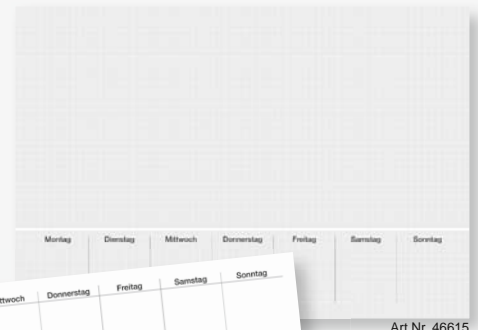 Montag Dienstag Mittwoch Donnerstag Freitag Samstag Sonntag
ttwoch Donnerstag Freitag Samstag Sonntag
Art Nr. 46615